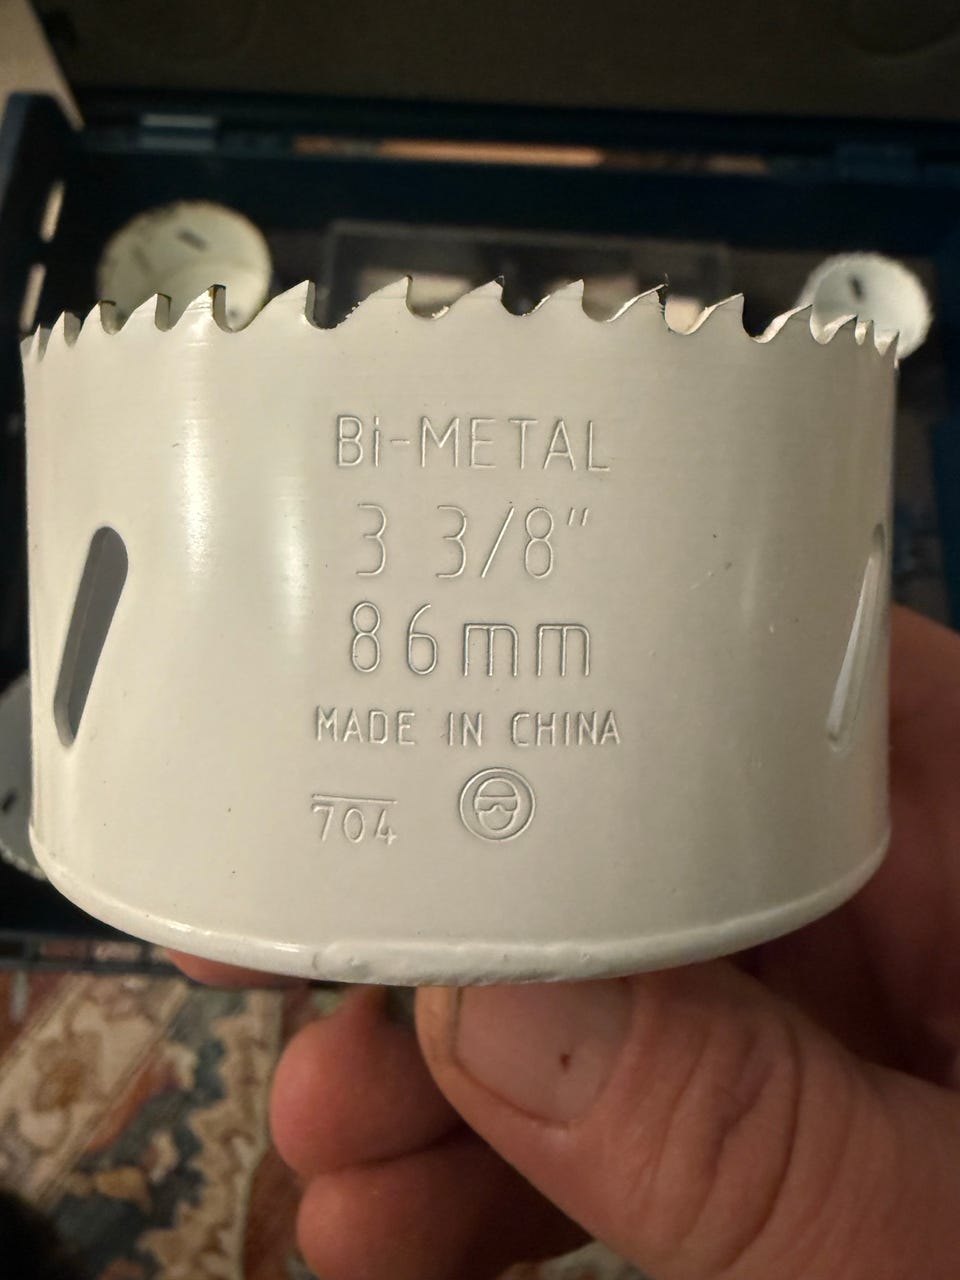 Bi-METAL
3 3/8"
86mm
MADE IN CHINA
704